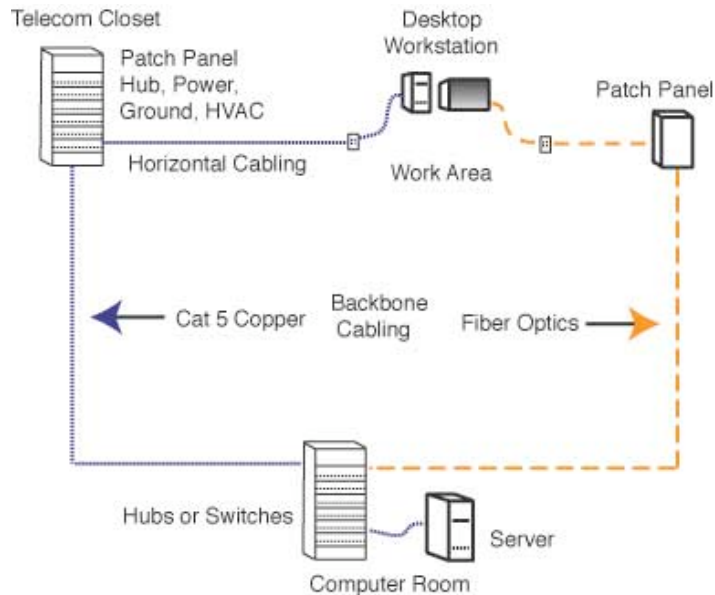 Telecom Closet
Patch Panel
Hub, Power,
Ground, HVAC
Horizontal Cabling
Desktop
Workstation
Work Area
Patch Panel
Cat 5 Copper
Backbone
Cabling
Fiber Optics
Hubs or Switches
Server
Computer Room